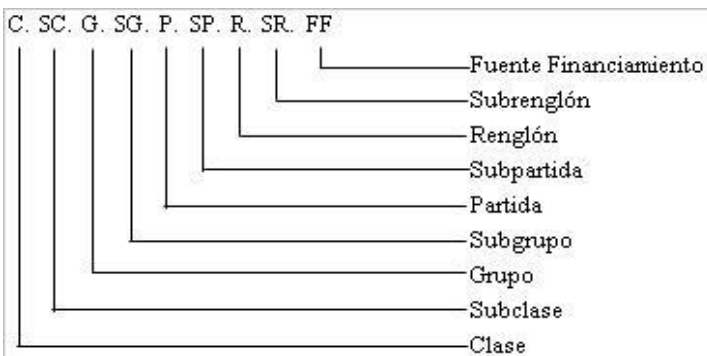 C. SC. G. SG. P. SP. R. SR. FF
Fuente Financiamiento
Subrenglón
Renglón
Subpartida
Partida
Subgrupo
Grupo
Subclase
Clase